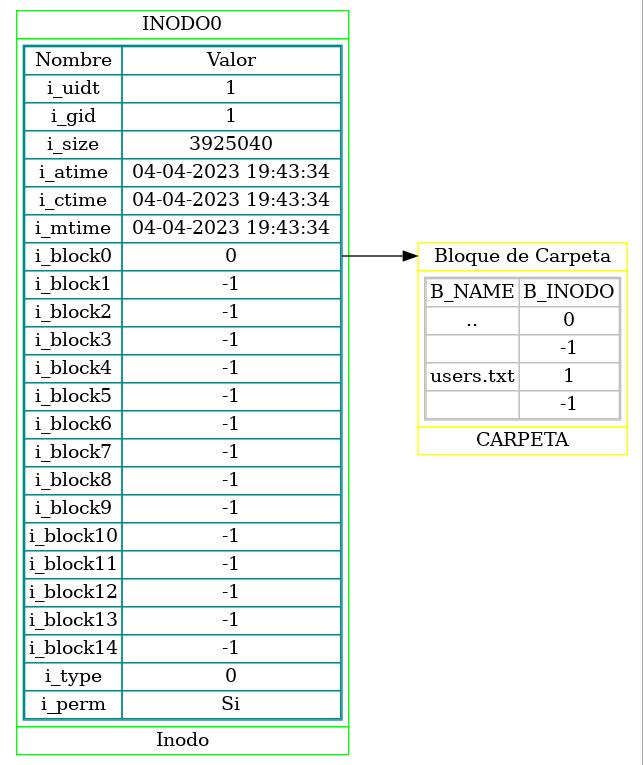 INODO0
Nombre Valor
i_uidt 1
i_gid 1
i_size 3925040
i_atime 04-04-2023 19:43:34
i_ctime 04-04-2023 19:43:34
i_mtime 04-04-2023 19:43:34
i_block0 0
i_block1 -1
i_block2 -1
i_block3 -1
i_block4 -1
i_block5 -1
i_block6 -1
i_block7 -1
i_block8 -1
i_block9 -1
i_block10 -1
i_block11 -1
i_block12 -1
i_block13 -1
i_block14 -1
i_type 0
i_perm Si
Inodo
Bloque de Carpeta
B_NAME B_INODO
.. 0
-1
users.txt 1
-1
CARPETA